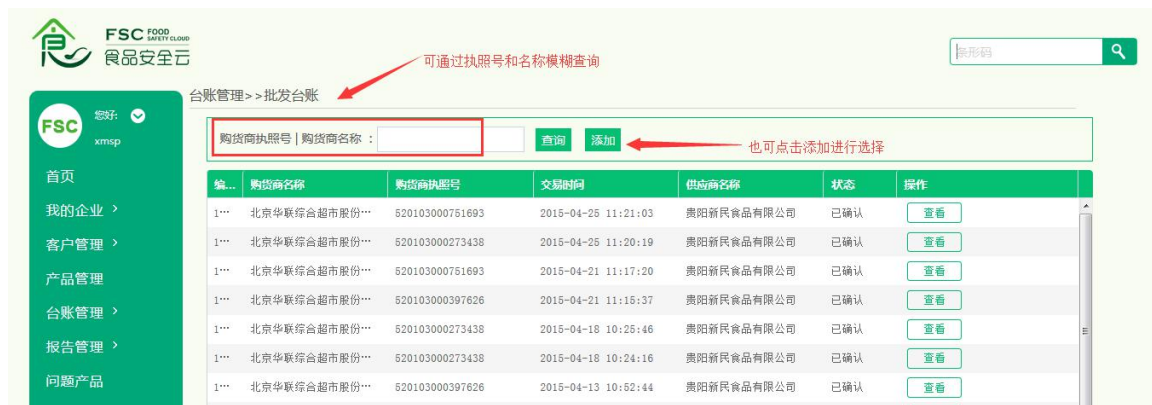 食
FSC FOOD SAFETY CLOUD
食品安全云
可通过执照号和名称模糊查询
条形码
台账管理>>批发台账
FSC
您好:
xmsp
购货商执照号 | 购货商名称 :
查询
添加
也可点击添加进行选择
首页
我的企业 >
客户管理 >
产品管理
台账管理 >
报告管理 >
问题产品
编... 购货商名称 购货商执照号 交易时间 供应商名称 状态 操作
1… 北京华联综合超市股份… 520103000751693 2015-04-25 11:21:03 贵阳新民食品有限公司 已确认 查看
1… 北京华联综合超市股份… 520103000273438 2015-04-25 11:20:19 贵阳新民食品有限公司 已确认 查看
1… 北京华联综合超市股份… 520103000751693 2015-04-21 11:17:20 贵阳新民食品有限公司 已确认 查看
1… 北京华联综合超市股份… 520103000397626 2015-04-21 11:15:37 贵阳新民食品有限公司 已确认 查看
1… 北京华联综合超市股份… 520103000273438 2015-04-18 10:25:46 贵阳新民食品有限公司 已确认 查看
1… 北京华联综合超市股份… 520103000273438 2015-04-18 10:24:16 贵阳新民食品有限公司 已确认 查看
1… 北京华联综合超市股份… 520103000397626 2015-04-13 10:52:44 贵阳新民食品有限公司 已确认 查看